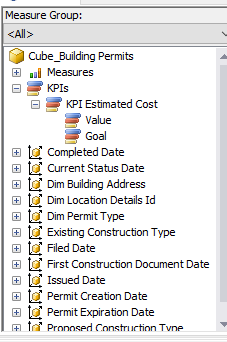 Measure Group:
<All>
Cube_Building Permits
Measures
KPIs
KPI Estimated Cost
Value
Goal
Completed Date
Current Status Date
Dim Building Address
Dim Location Details Id
Dim Permit Type
Existing Construction Type
Filed Date
First Construction Document Date
Issued Date
Permit Creation Date
Permit Expiration Date
Proposed Construction Type